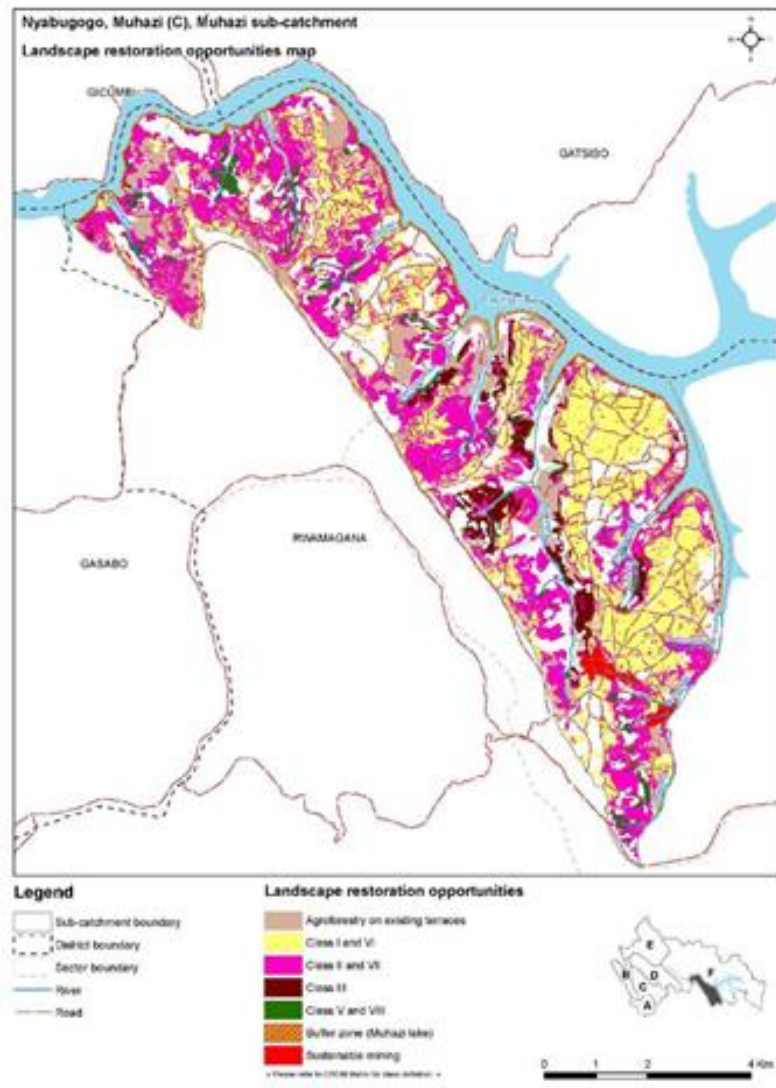 Nyabugogo, Muhazi (C), Muhazi sub-catchment
Landscape restoration opportunities map
GICUMBI
GATSIBO
RWAMAGANA
GASABO
Legend
Sub-catchment boundary
District boundary
Sector boundary
River
Road
Landscape restoration opportunities
Agroforestry on existing terraces
Class I and VI
Class II and VII
Class III
Class V and VIII
Buffer zone (Muhazi lake)
Sustainable mining
E
B
D
F
C
A
0 1 2 4 Km